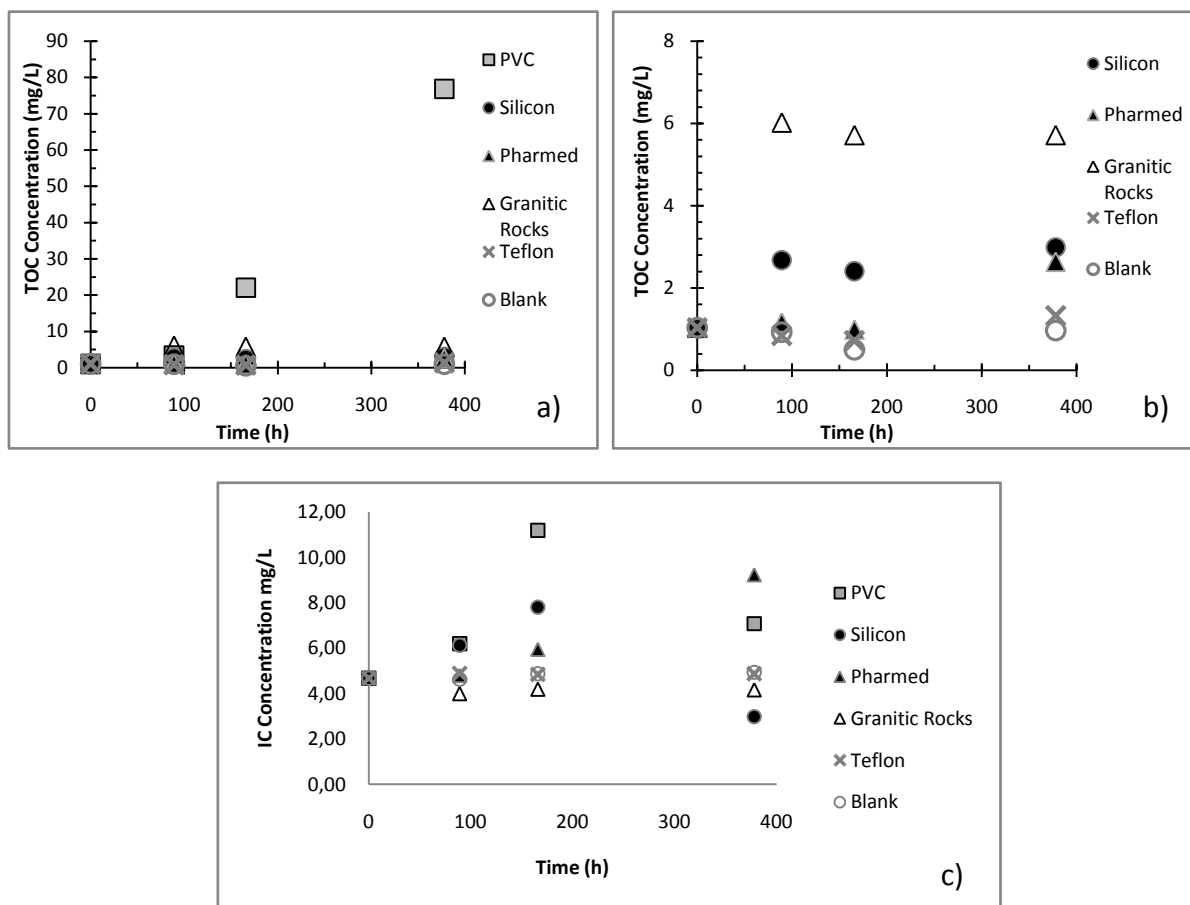 TOC Concentration (mg/L)
90
80
70
60
50
40
30
20
10
0
0 100 200 300 400
Time (h)
PVC
Silicon
Pharmed
Granitic
Rocks
Teflon
Blank
a)
TOC Concentration (mg/L)
8
6
4
2
0
0 100 200 300 400
Time (h)
Silicon
Pharmed
Granitic
Rocks
Teflon
Blank
b)
IC Concentration mg/L
12,00
10,00
8,00
6,00
4,00
2,00
0,00
0 100 200 300 400
Time (h)
PVC
Silicon
Pharmed
Granitic Rocks
Teflon
Blank
c)